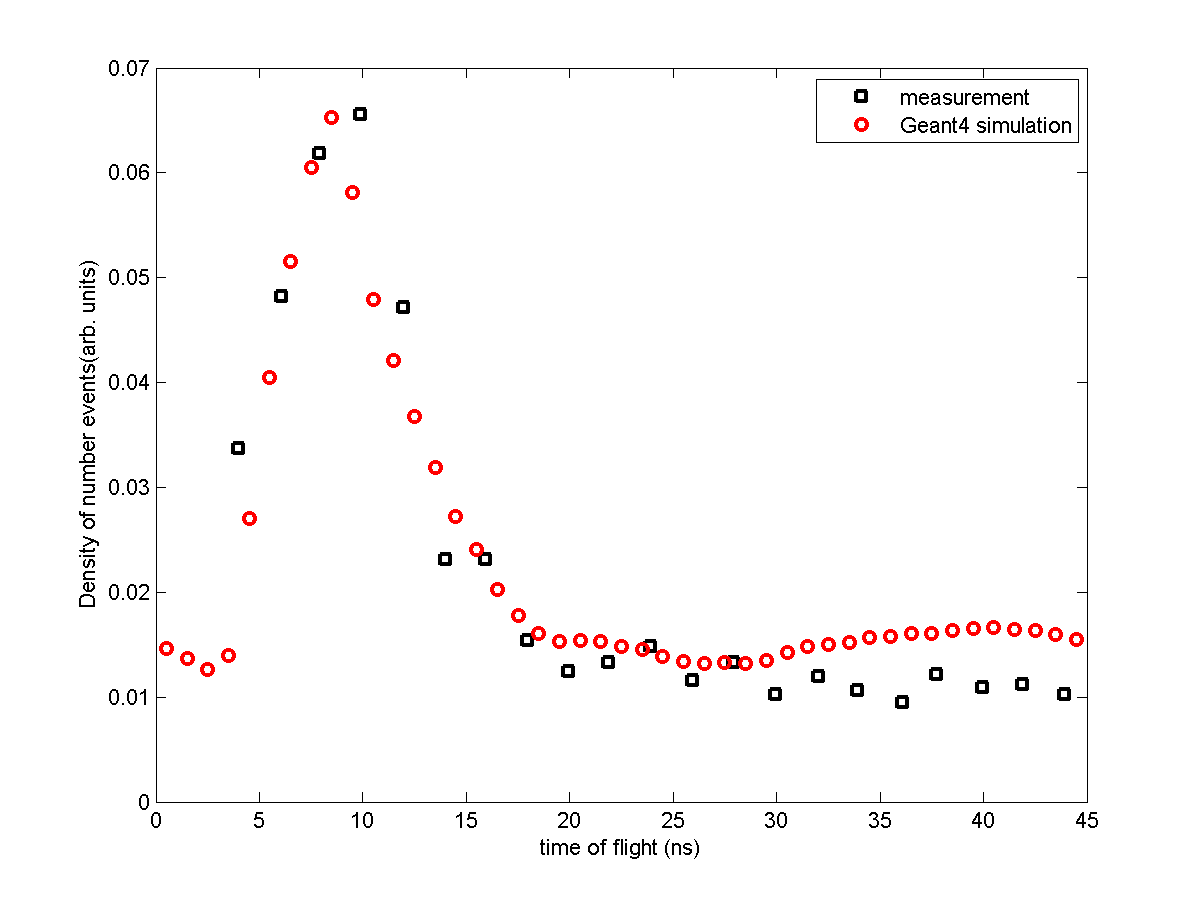 0.07
0.06
0.05
0.04
0.03
0.02
0.01
0
Density of number events(arb. units)
measurement
Geant4 simulation
0 5 10 15 20 25 30 35 40 45
time of flight (ns)